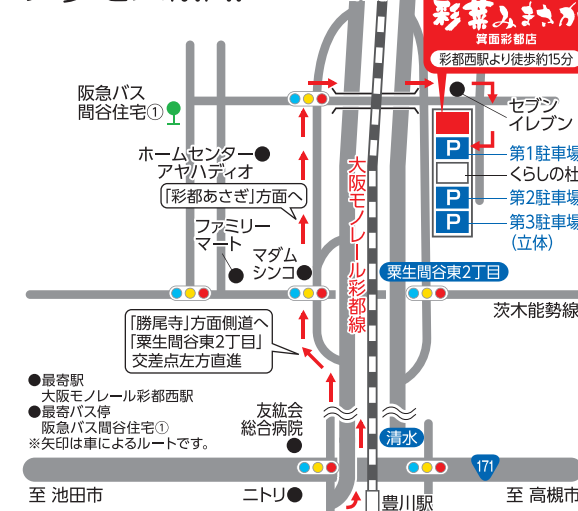 彩菜みまさか
箕面彩都店
彩都西駅より徒歩約15分
阪急バス
間谷住宅①
セブン
イレブン
ホームセンター
アヤハディオ
P
第1駐車場
くらしの杜
「彩都あさぎ」方面へ
P
第2駐車場
P
第3駐車場
(立体)
大阪モノレール彩都線
ファミリー
マート
マダム
シンコ
粟生間谷東2丁目
茨木能勢線
「勝尾寺」方面側道へ
「粟生間谷東2丁目」
交差点左方直進
●最寄駅
大阪モノレール彩都西駅
●最寄バス停
阪急バス間谷住宅①
※矢印は車によるルートです。
友紘会
総合病院
清水
171
至 池田市
ニトリ
豊川駅
至 高槻市